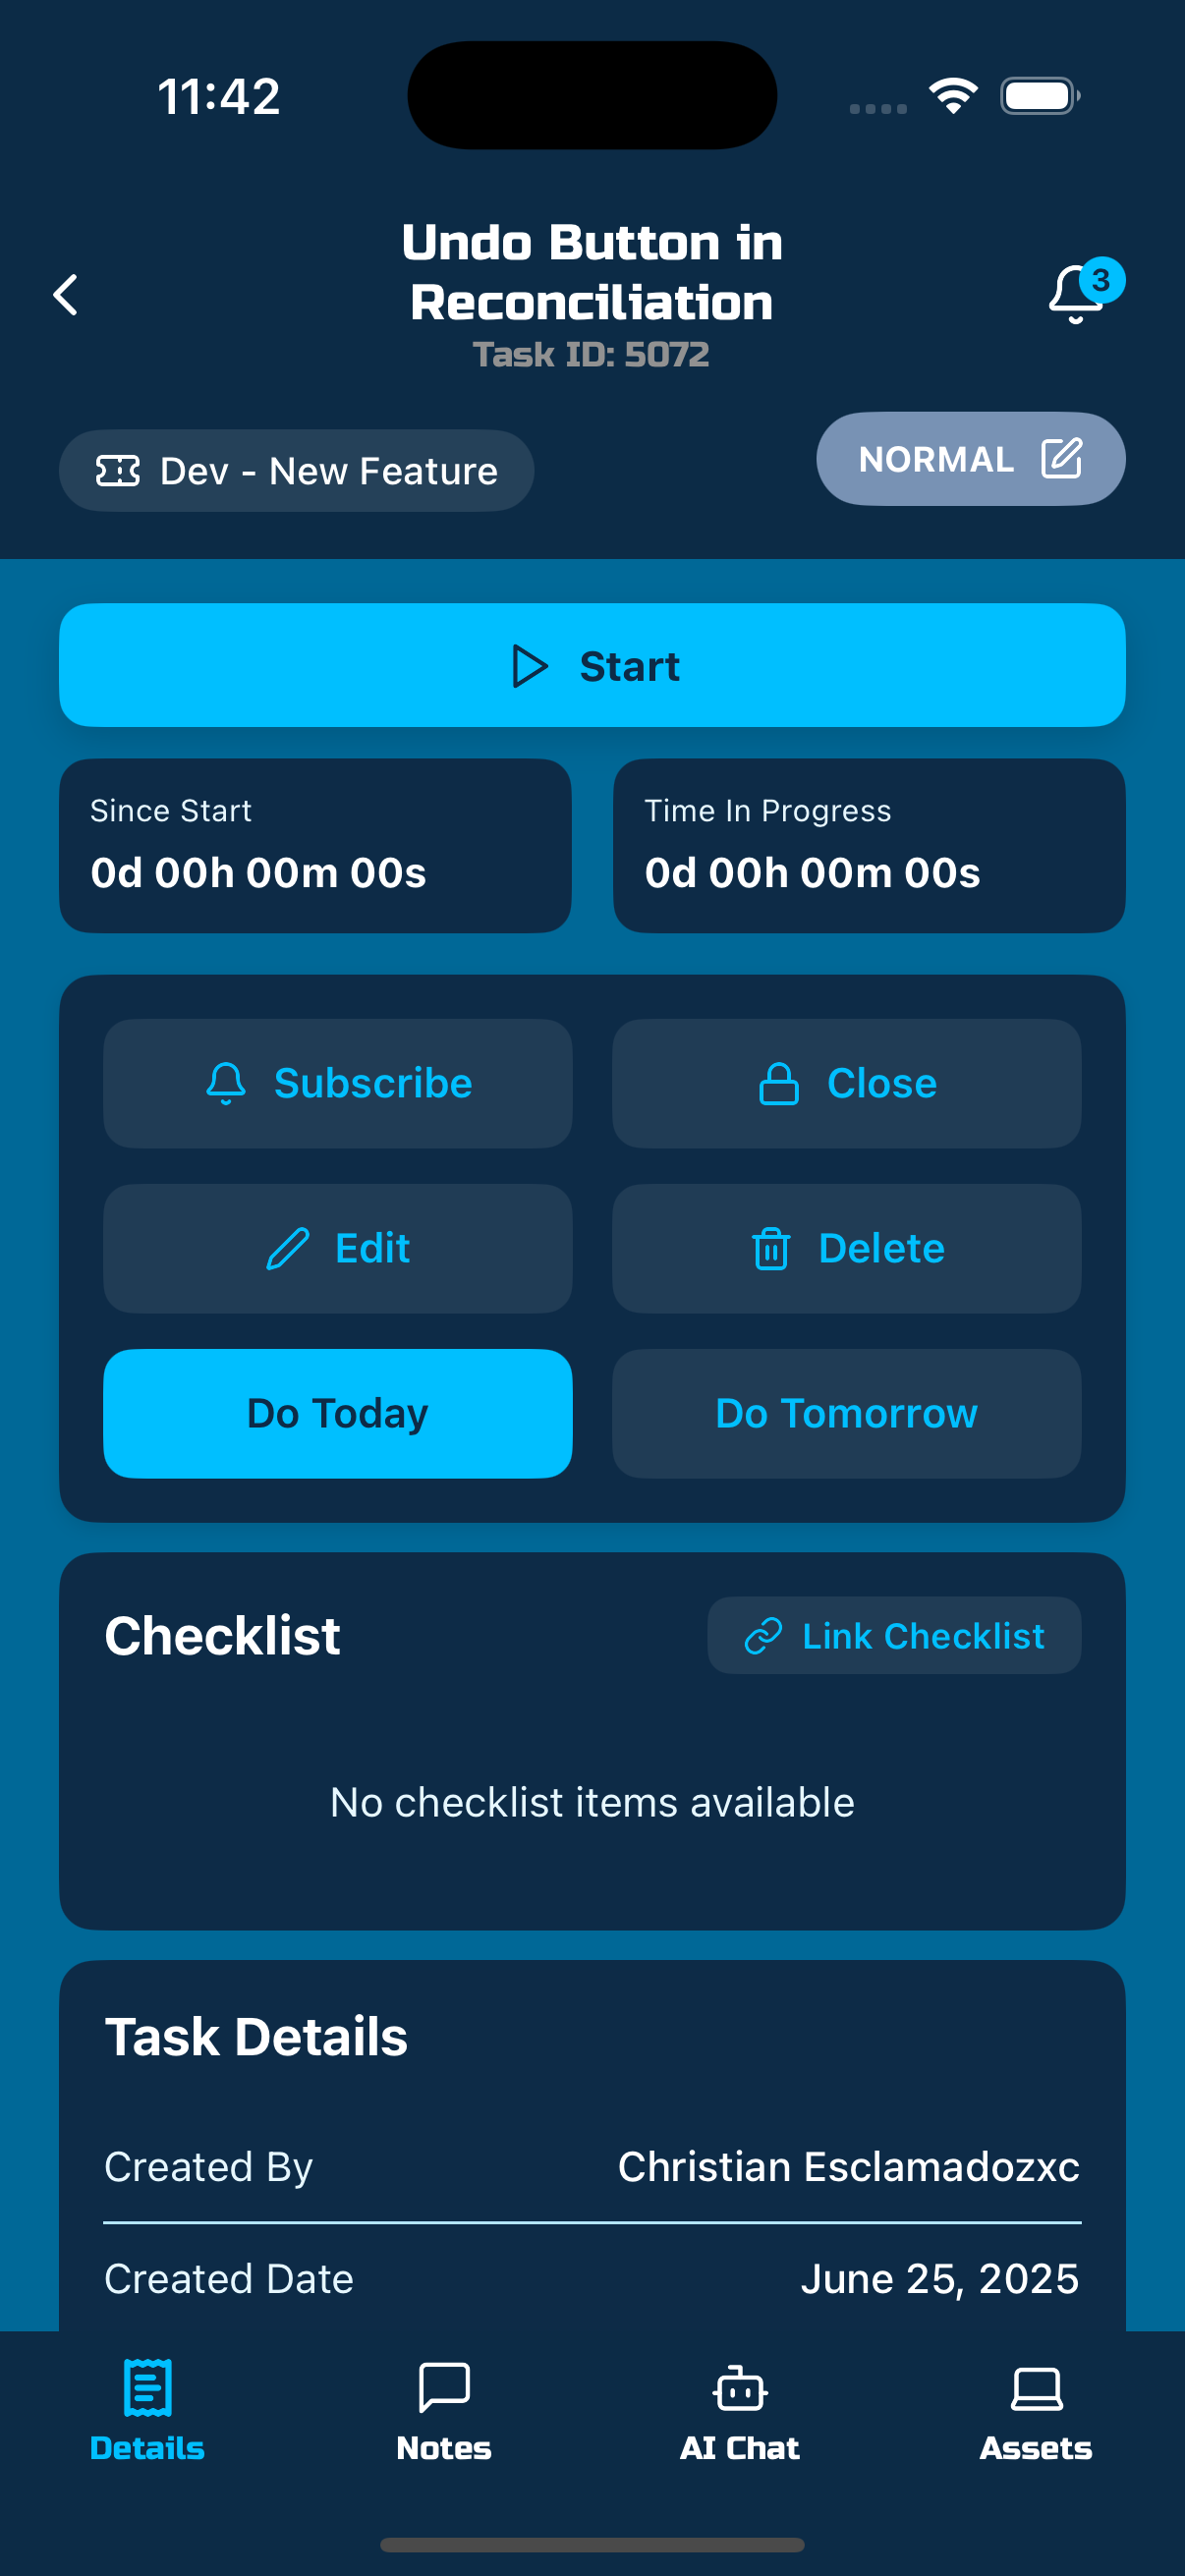 11:42
Undo Button in
Reconciliation
Task ID: 5072
3
Dev - New Feature
NORMAL
Start
Since Start
0d 00h 00m 00s
Time In Progress
0d 00h 00m 00s
Subscribe
Close
Edit
Delete
Do Today
Do Tomorrow
Checklist
Link Checklist
No checklist items available
Task Details
Created By
Christian Esclamadozxc
Created Date
June 25, 2025
Details
Notes
AI Chat
Assets